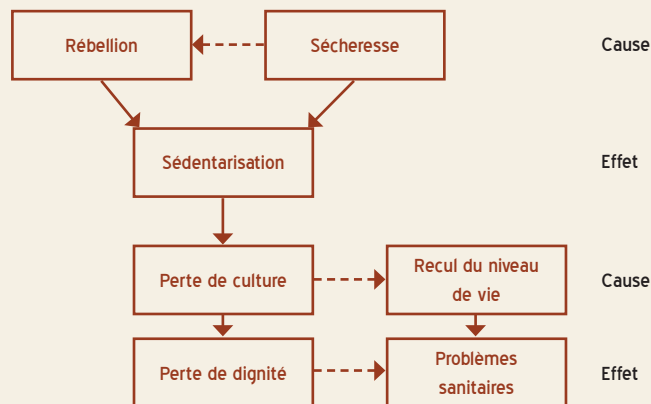 Rébellion
Sécheresse
Cause
Sédentarisation
Effet
Perte de culture
Recul du niveau
de vie
Cause
Perte de dignité
Problèmes
sanitaires
Effet